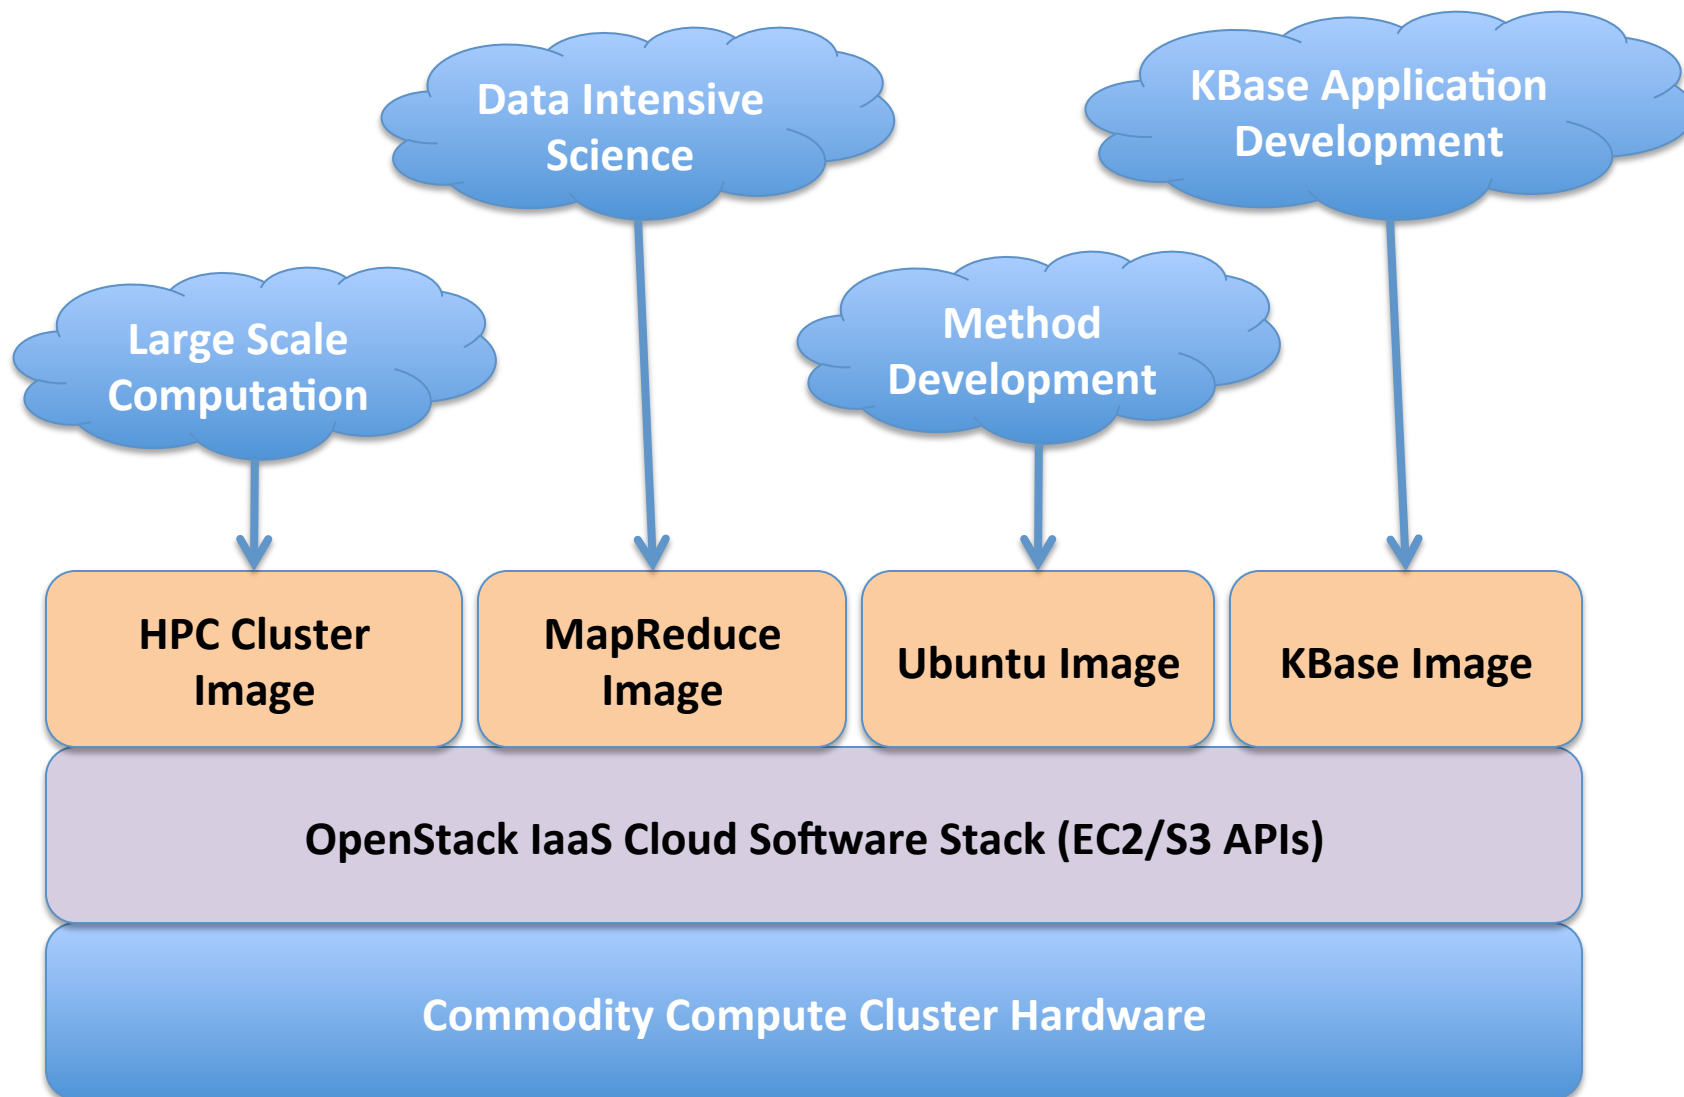 Data Intensive
Science
KBase Application
Development
Large Scale
Computation
Method
Development
HPC Cluster
Image
MapReduce
Image
Ubuntu Image
KBase Image
OpenStack IaaS Cloud Software Stack (EC2/S3 APIs)
Commodity Compute Cluster Hardware